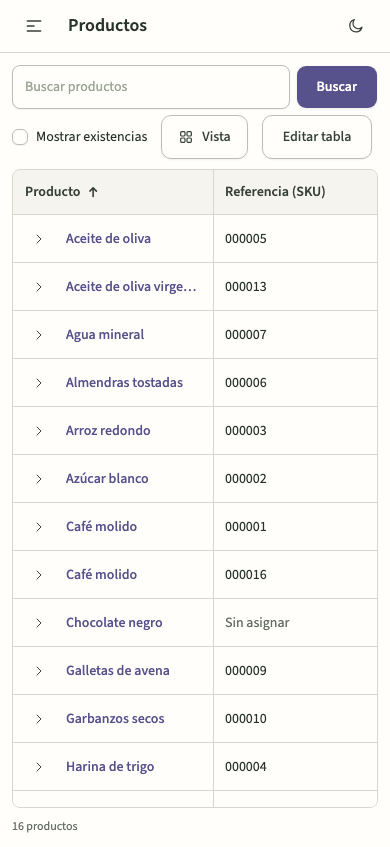 Productos
Buscar productos
Buscar
Mostrar existencias
Vista
Editar tabla
Producto ↑ Referencia (SKU)
Aceite de oliva 000005
Aceite de oliva virge… 000013
Agua mineral 000007
Almendras tostadas 000006
Arroz redondo 000003
Azúcar blanco 000002
Café molido 000001
Café molido 000016
Chocolate negro Sin asignar
Galletas de avena 000009
Garbanzos secos 000010
Harina de trigo 000004
16 productos